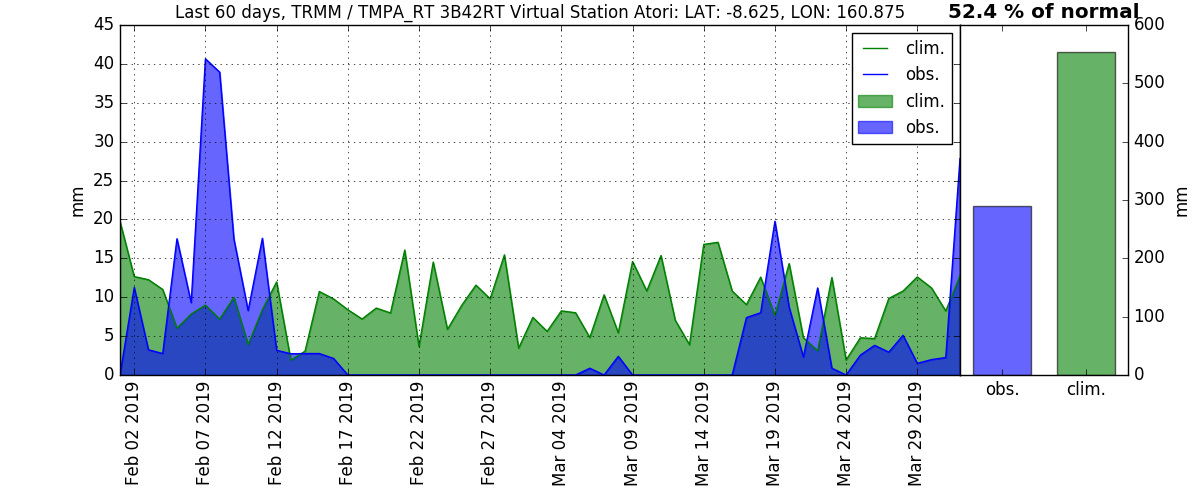 Last 60 days, TRMM / TMPA_RT 3B42RT Virtual Station Atori: LAT: -8.625, LON: 160.875
52.4 % of normal
45
40
35
30
25
20
15
10
5
0
mm
clim.
obs.
clim.
obs.
Feb 02 2019
Feb 07 2019
Feb 12 2019
Feb 17 2019
Feb 22 2019
Feb 27 2019
Mar 04 2019
Mar 09 2019
Mar 14 2019
Mar 19 2019
Mar 24 2019
Mar 29 2019
600
500
400
300
200
100
0
mm
obs.
clim.